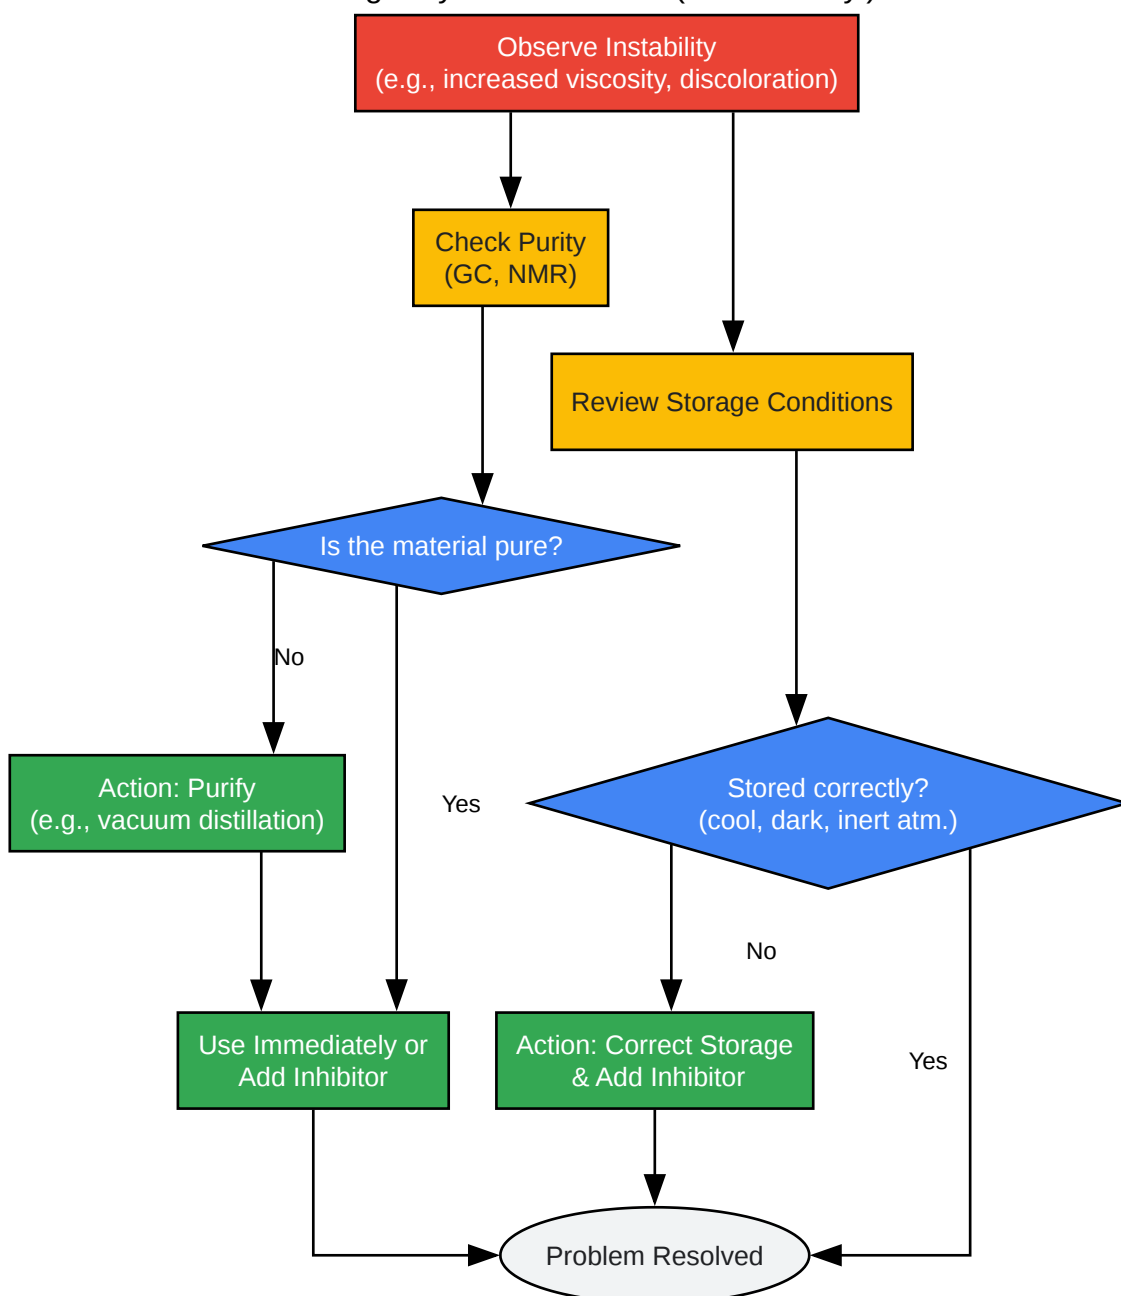 Observe Instability
(e.g., increased viscosity, discoloration)
Check Purity
(GC, NMR)
Review Storage Conditions
Is the material pure?
No
Action: Purify
(e.g., vacuum distillation)
Yes
Stored correctly?
(cool, dark, inert atm.)
No
Use Immediately or
Add Inhibitor
Action: Correct Storage
& Add Inhibitor
Yes
Problem Resolved